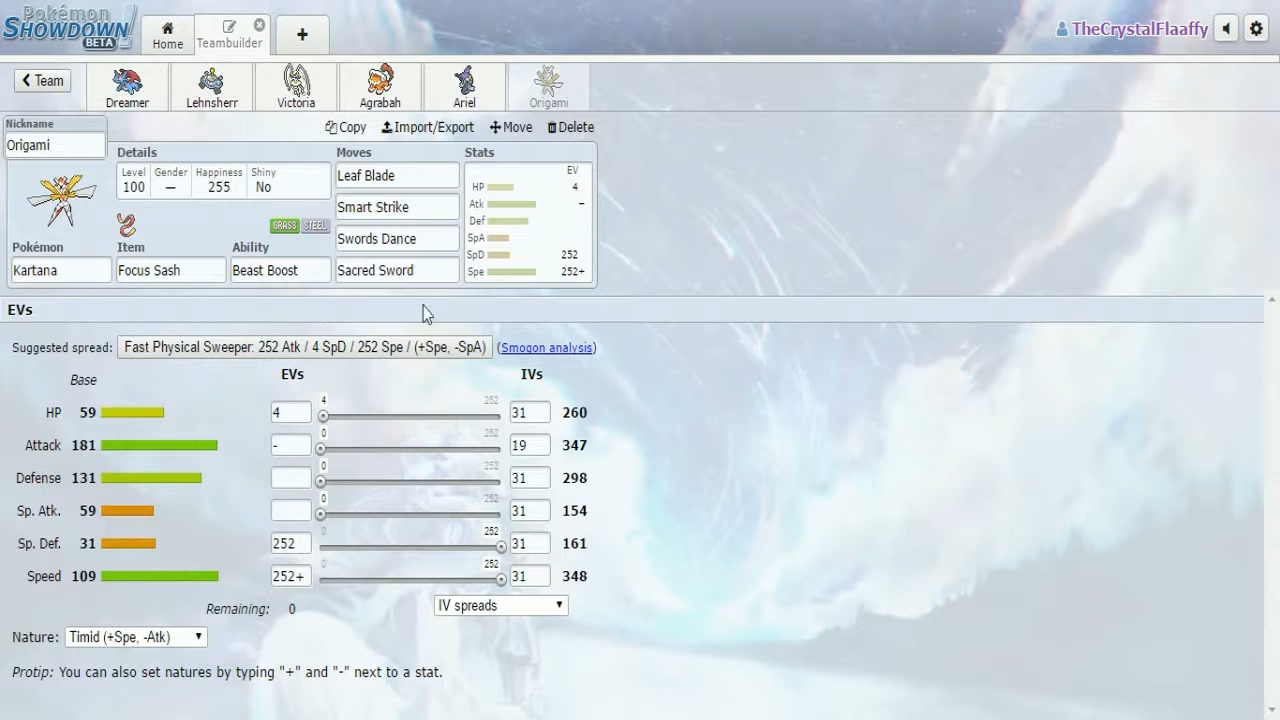 Pokémon
SHOWDOWN!
BETA
Home
Teambuilder
+
TheCrystalFlaaffy
Team
Dreamer
Lehnsherr
Victoria
Agrabah
Ariel
Origami
Nickname
Origami
Copy
Import/Export
Move
Delete
Details
Moves
Stats
Level
Gender
Happiness
Shiny
100
—
255
No
GRASS
STEEL
Pokémon
Item
Ability
Kartana
Focus Sash
Beast Boost
Leaf Blade
Smart Strike
Swords Dance
Sacred Sword
EV
HP 4
Atk −
Def
SpA
SpD 252
Spe 252+
EVs
Suggested spread: Fast Physical Sweeper: 252 Atk / 4 SpD / 252 Spe / (+Spe, -SpA) (Smogon analysis)
Base EVs IVs
HP 59 4 4 252 31 260
Attack 181 - 0 252 19 347
Defense 131 0 252 31 298
Sp. Atk. 59 0 252 31 154
Sp. Def. 31 252 0 252 31 161
Speed 109 252+ 0 252 31 348
Remaining: 0 IV spreads
Nature: Timid (+Spe, -Atk)
Protip: You can also set natures by typing "+" and "-" next to a stat.